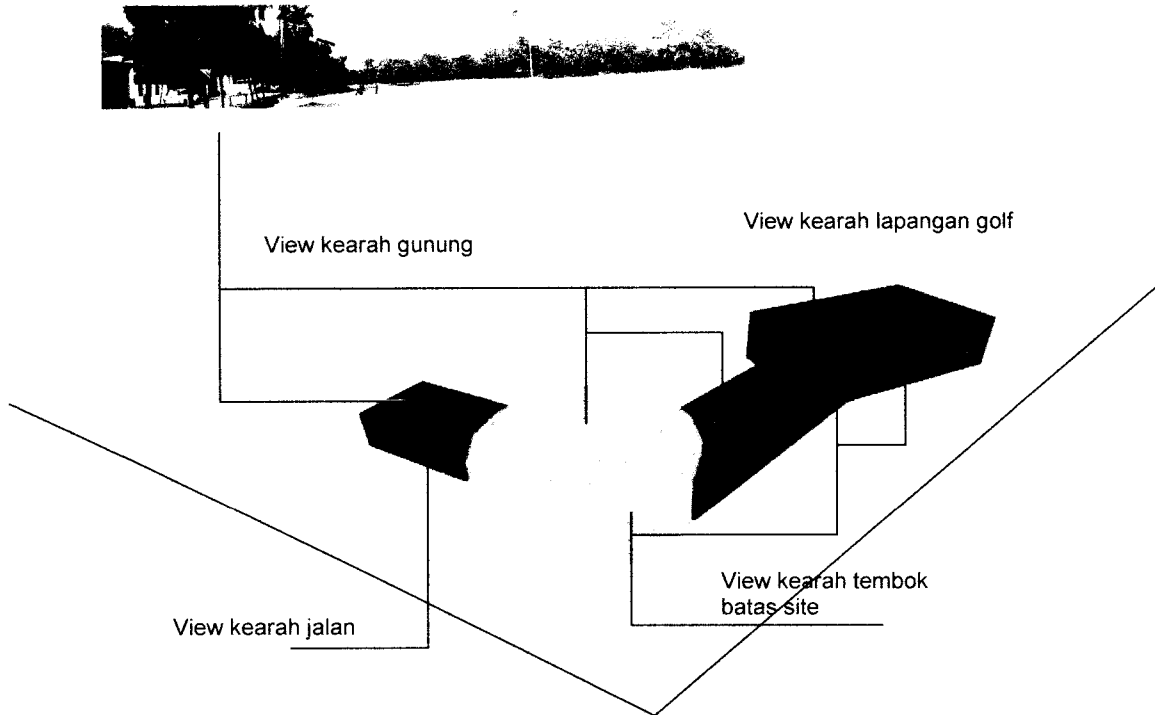 View kearah lapangan golf
View kearah gunung
View kearah tembok
batas site
View kearah jalan